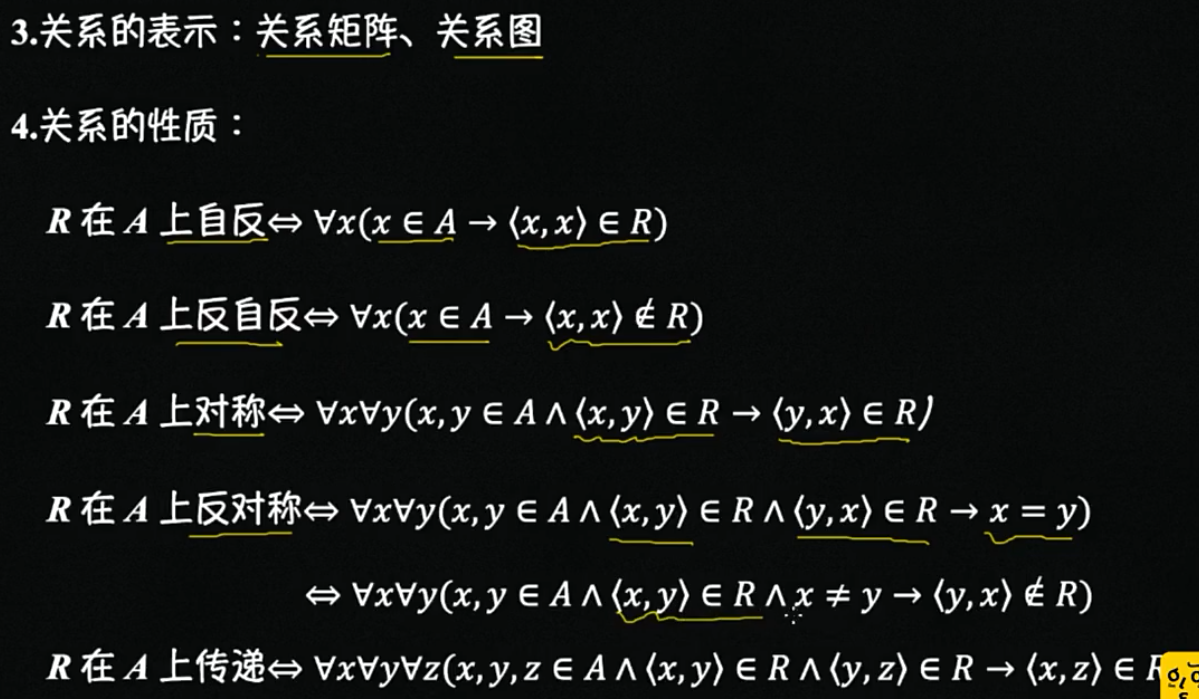 3.关系的表示：关系矩阵、关系图
4.关系的性质：
R 在 A 上自反⇔ ∀x(x ∈ A → ⟨x, x⟩ ∈ R)
R 在 A 上反自反⇔ ∀x(x ∈ A → ⟨x, x⟩ ∉ R)
R 在 A 上对称⇔ ∀x∀y(x, y ∈ A ∧ ⟨x, y⟩ ∈ R → ⟨y, x⟩ ∈ R)
R 在 A 上反对称⇔ ∀x∀y(x, y ∈ A ∧ ⟨x, y⟩ ∈ R ∧ ⟨y, x⟩ ∈ R → x = y)
⇔ ∀x∀y(x, y ∈ A ∧ ⟨x, y⟩ ∈ R ∧ x ≠ y → ⟨y, x⟩ ∉ R)
R 在 A 上传递⇔ ∀x∀y∀z(x, y, z ∈ A ∧ ⟨x, y⟩ ∈ R ∧ ⟨y, z⟩ ∈ R → ⟨x, z⟩ ∈ R